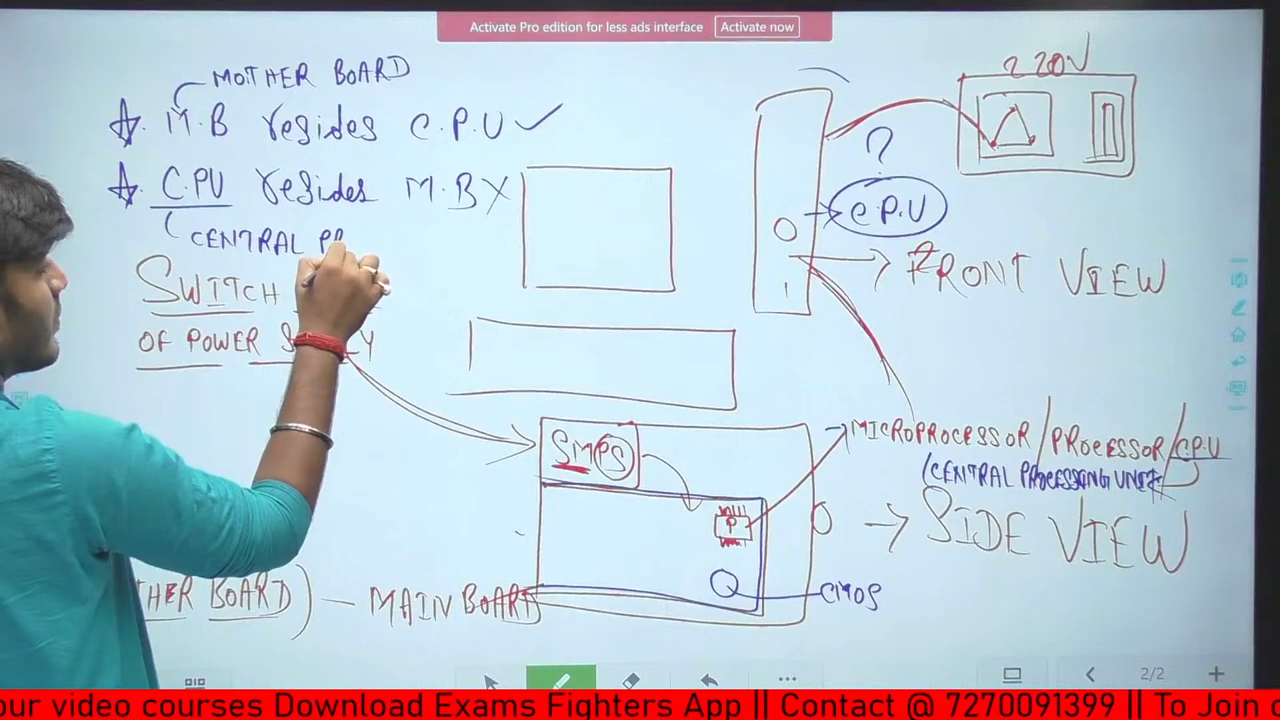 Activate Pro edition for less ads interface Activate now
MOTHER BOARD
M.B resides C.P.U ✓
C.PU resides M.B X
CENTRAL PR
SWITCH
OF POWER
220V
?
C.P.U
FRONT VIEW
SMPS
MICROPROCESSOR/PROCESSOR/C.P.U
(CENTRAL PROCESSING UNIT
P
SIDE VIEW
CMOS
THER BOARD) — MAIN BOARD
2/2
our video courses Download Exams Fighters App || Contact @ 7270091399 || To Join